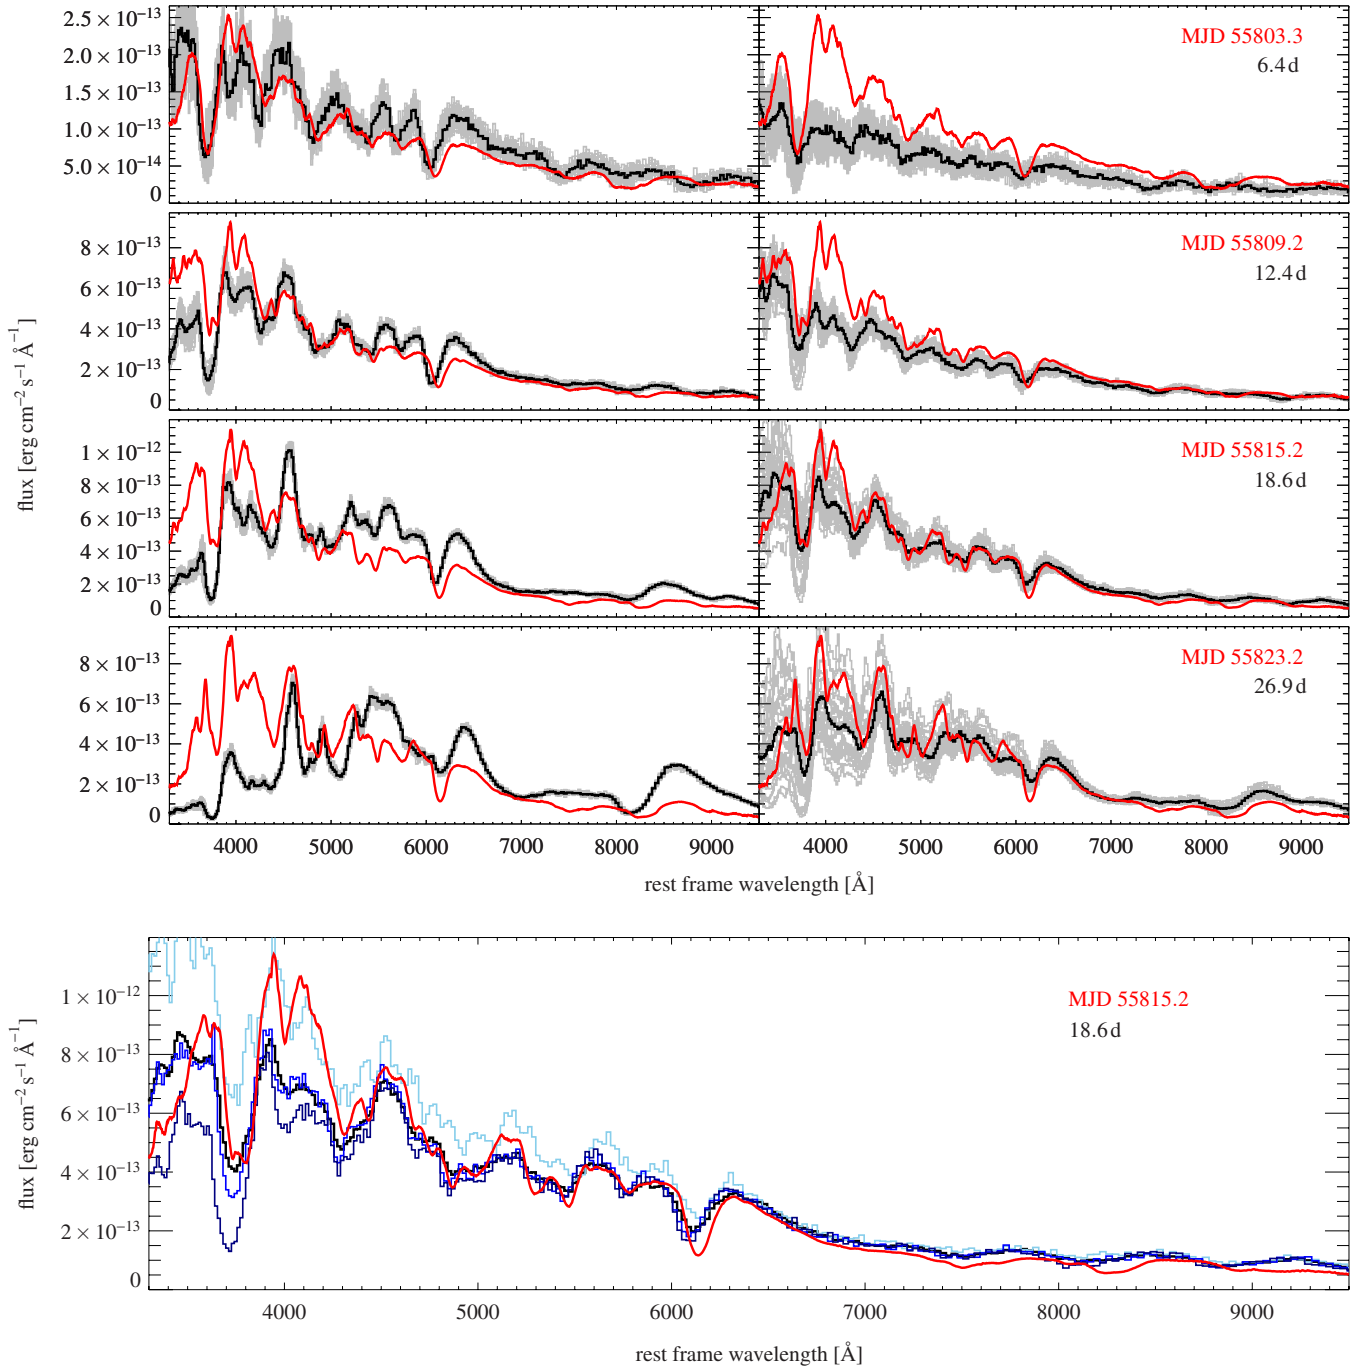 2.5 × 10⁻¹³
2.0 × 10⁻¹³
1.5 × 10⁻¹³
1.0 × 10⁻¹³
5.0 × 10⁻¹⁴
0
MJD 55803.3
6.4 d
8 × 10⁻¹³
6 × 10⁻¹³
4 × 10⁻¹³
2 × 10⁻¹³
0
MJD 55809.2
12.4 d
flux [erg cm⁻² s⁻¹ Å⁻¹]
1 × 10⁻¹²
8 × 10⁻¹³
6 × 10⁻¹³
4 × 10⁻¹³
2 × 10⁻¹³
0
MJD 55815.2
18.6 d
8 × 10⁻¹³
6 × 10⁻¹³
4 × 10⁻¹³
2 × 10⁻¹³
0
MJD 55823.2
26.9 d
4000 5000 6000 7000 8000 9000 4000 5000 6000 7000 8000 9000
rest frame wavelength [Å]
1 × 10⁻¹²
8 × 10⁻¹³
6 × 10⁻¹³
4 × 10⁻¹³
2 × 10⁻¹³
0
flux [erg cm⁻² s⁻¹ Å⁻¹]
MJD 55815.2
18.6 d
4000 5000 6000 7000 8000 9000
rest frame wavelength [Å]